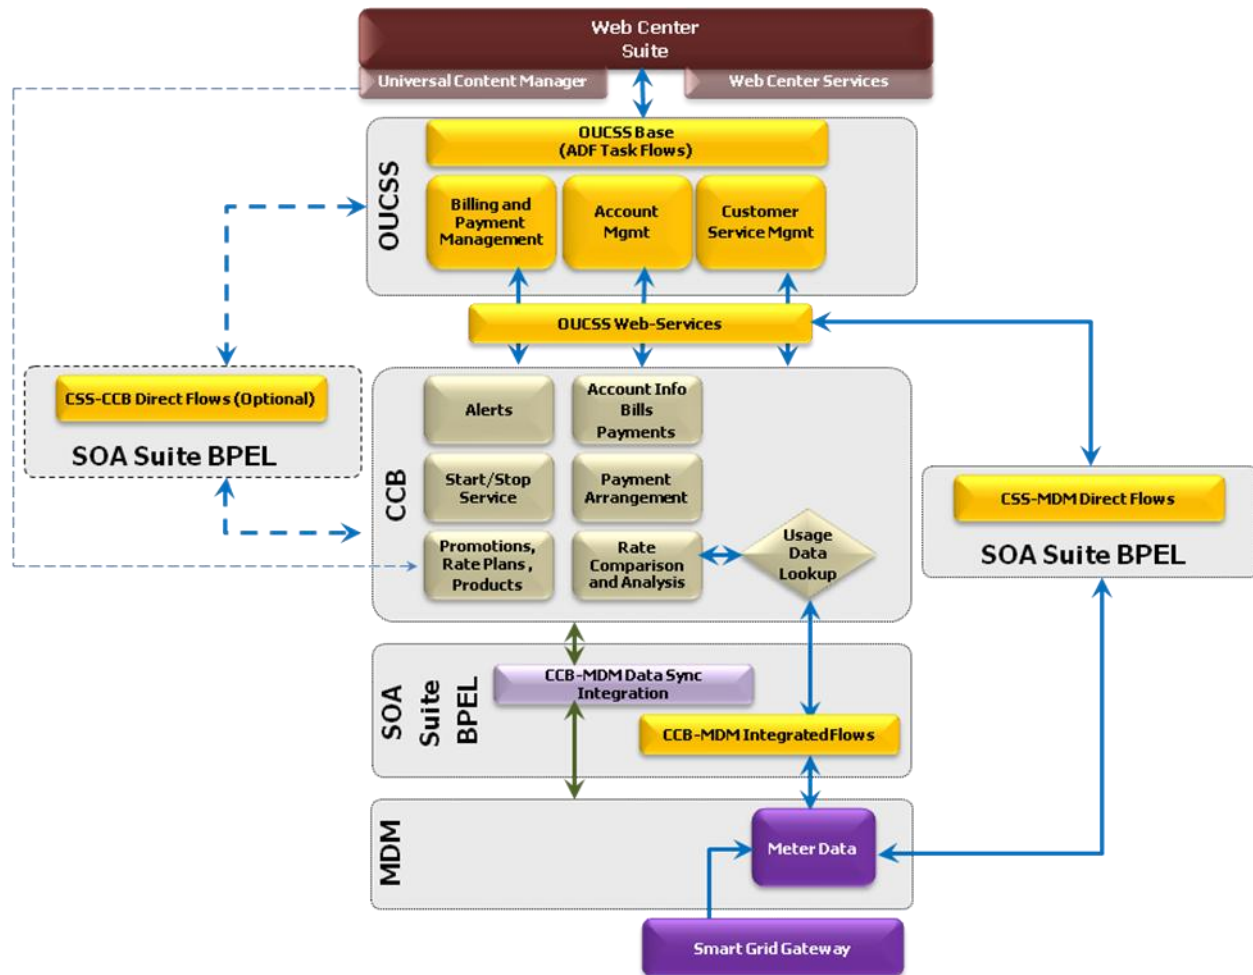 Web Center
Suite
Universal Content Manager
Web Center Services
OUCSS
OUCSS Base
(ADF Task Flows)
Billing and
Payment
Management
Account
Mgmt
Customer
Service Mgmt
OUCSS Web-Services
CSS-CCB Direct Flows (Optional)
SOA Suite BPEL
CCB
Alerts
Account Info
Bills
Payments
Start/Stop
Service
Payment
Arrangement
Promotions,
Rate Plans,
Products
Rate
Comparison
and Analysis
Usage
Data
Lookup
CSS-MDM Direct Flows
SOA Suite BPEL
SOA
Suite
BPEL
CCB-MDM Data Sync
Integration
CCB-MDM Integrated Flows
MDM
Meter Data
Smart Grid Gateway